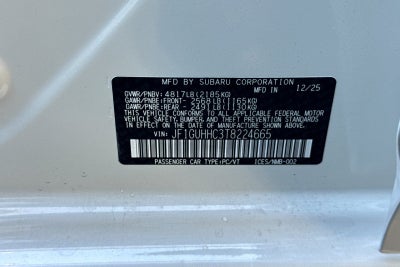 MFD. BY SUBARU CORPORATION 12/25
GVWR/PNBV: 4817LB(2185KG)
GAWR/PNBE:FRONT- 2568LB(1165KG)
GAWR/PNBE:REAR - 2491LB(1130KG)
THIS VEHICLE CONFORMS TO ALL APPLICABLE FEDERAL MOTOR
VEHICLE SAFETY, BUMPER, AND THEFT PREVENTION STANDARDS
IN EFFECT ON THE DATE OF MANUFACTURE SHOWN ABOVE.
VIN: JF1GUHHC3T8224665
PASSENGER CAR TYPE:PC/VT ICES/NMB-002